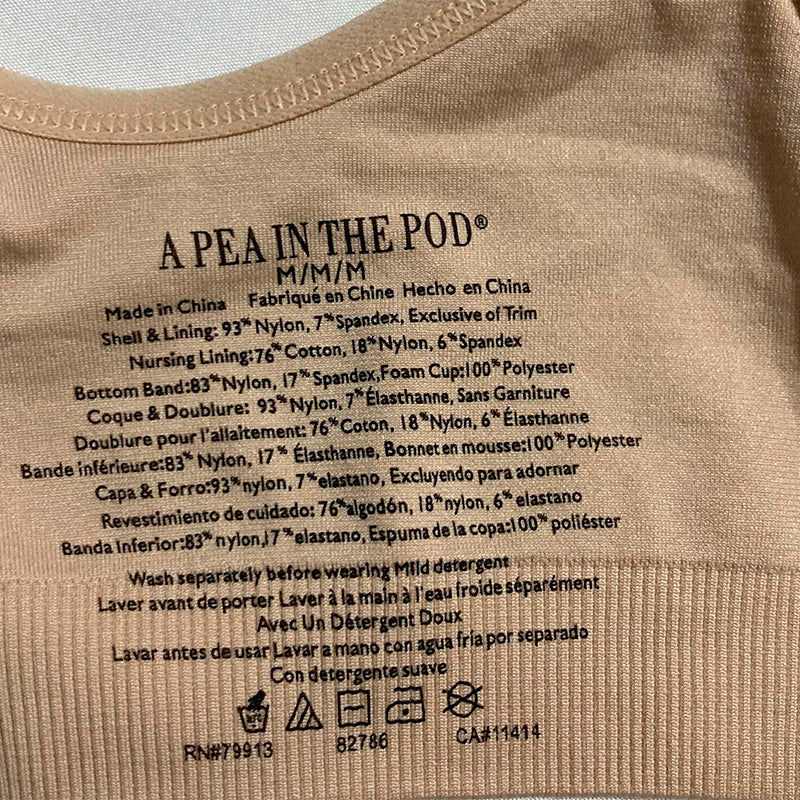 A PEA IN THE POD®
M/M/M
Made in China Fabriqué en Chine Hecho en China
Shell & Lining: 93% Nylon, 7% Spandex, Exclusive of Trim
Nursing Lining:76% Cotton, 18% Nylon, 6% Spandex
Bottom Band:83% Nylon, 17% Spandex,Foam Cup:100% Polyester
Coque & Doublure: 93% Nylon, 7% Élasthanne, Sans Garniture
Doublure pour l'allaitement: 76% Coton, 18% Nylon, 6% Élasthanne
Bande inférieure:83% Nylon, 17% Élasthanne, Bonnet en mousse:100% Polyester
Capa & Forro:93% nylon, 7% elastano, Excluyendo para adornar
Revestimiento de cuidado: 76% algodón, 18% nylon, 6% elastano
Banda inferior:83% nylon,17% elastano, Espuma de la copa:100% poliéster
Wash separately before wearing Mild detergent
Laver avant de porter Laver à la main à l'eau froide séparément
Avec Un Détergent Doux
Lavar antes de usar Lavar a mano con agua fría por separado
Con detergente suave
RN#79913 82786 CA#11414